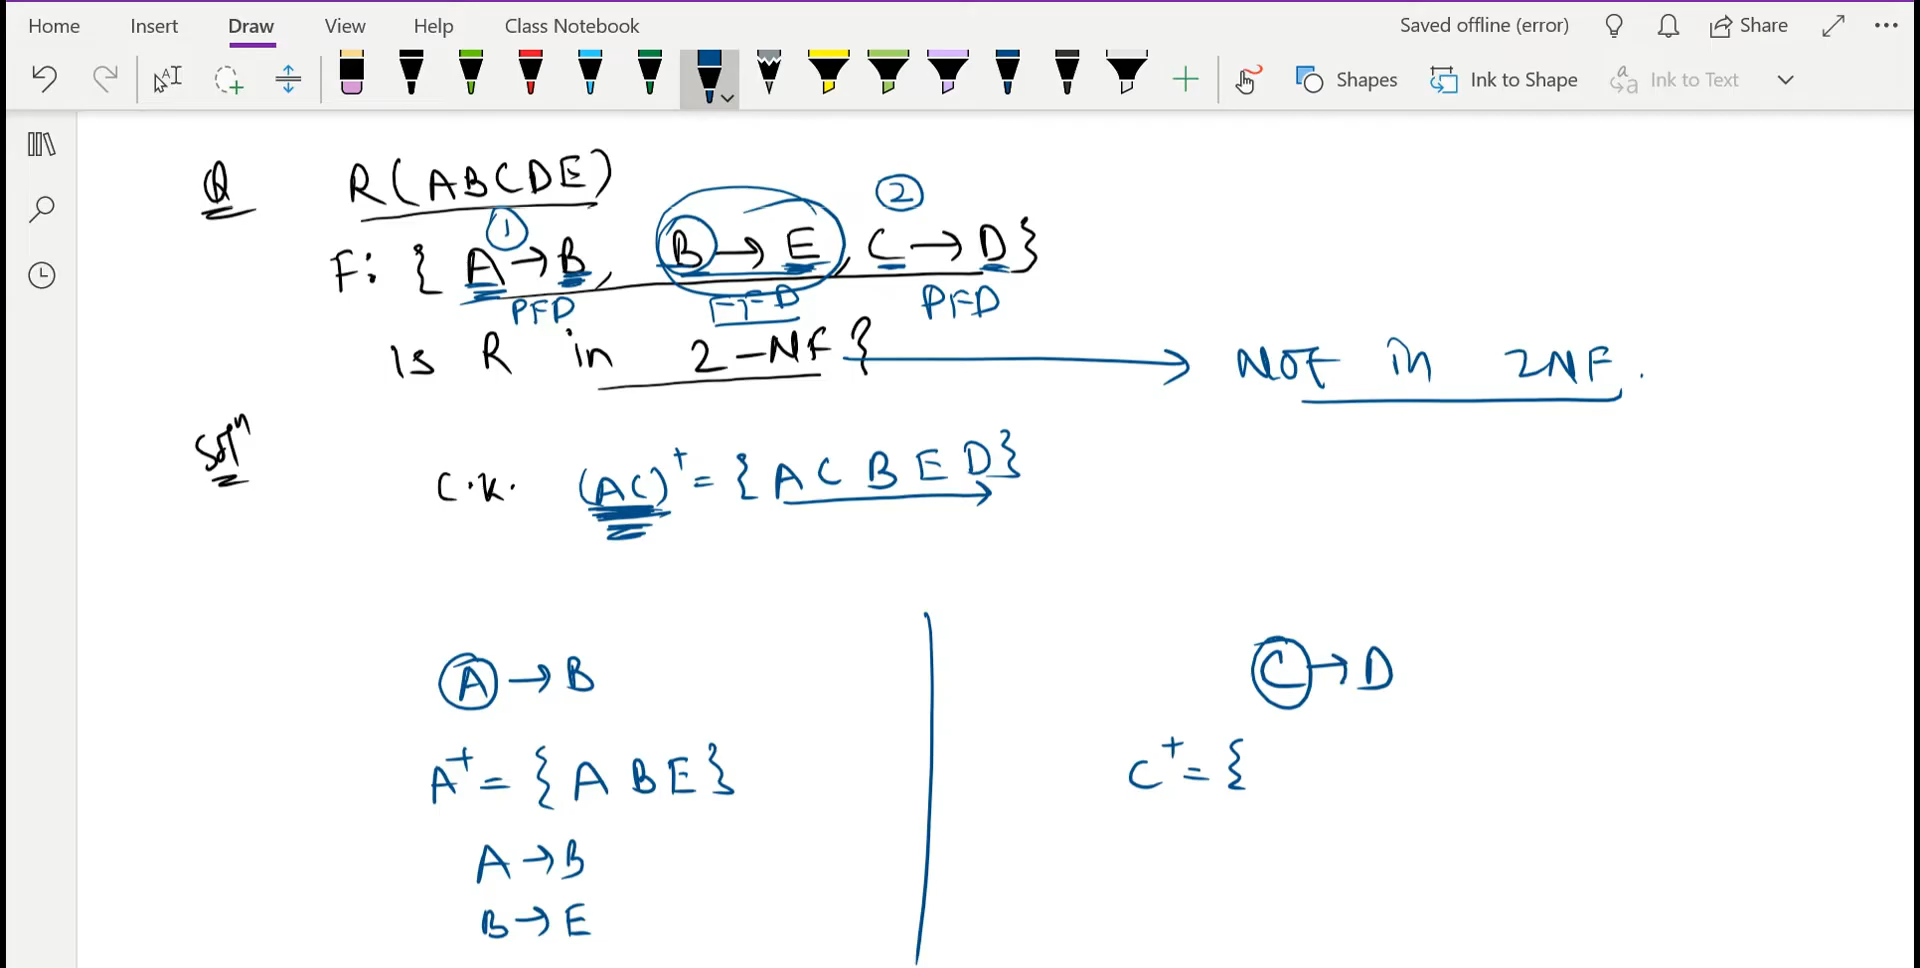 Home Insert Draw View Help Class Notebook Saved offline (error) Share
Shapes Ink to Shape Ink to Text
Q R(ABCDE)
① ②
F: { A → B, B → E, C → D}
PFD FFD PFD
Is R in 2-NF} → NOT in 2NF.
Solⁿ
C.K. (AC)⁺ = { A C B E D}
A → B
C → D
A⁺ = { A B E }
C⁺ = {
A → B
B → E